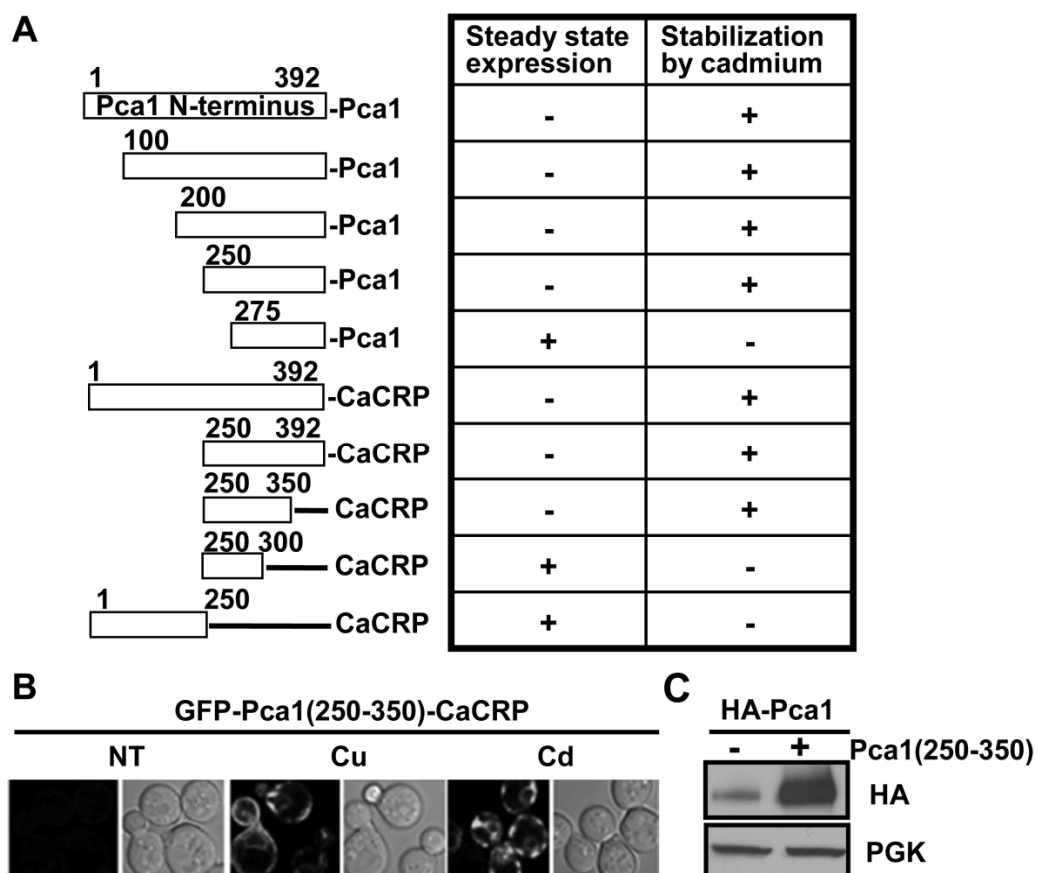 A
Steady state expression
Stabilization by cadmium
1 392
Pca1 N-terminus -Pca1 - +
100
-Pca1 - +
200
-Pca1 - +
250
-Pca1 - +
275
-Pca1 + -
1 392
-CaCRP - +
250 392
-CaCRP - +
250 350
CaCRP - +
250 300
CaCRP + -
1 250
CaCRP + -
B
GFP-Pca1(250-350)-CaCRP
NT Cu Cd
C
HA-Pca1
- + Pca1(250-350)
HA
PGK